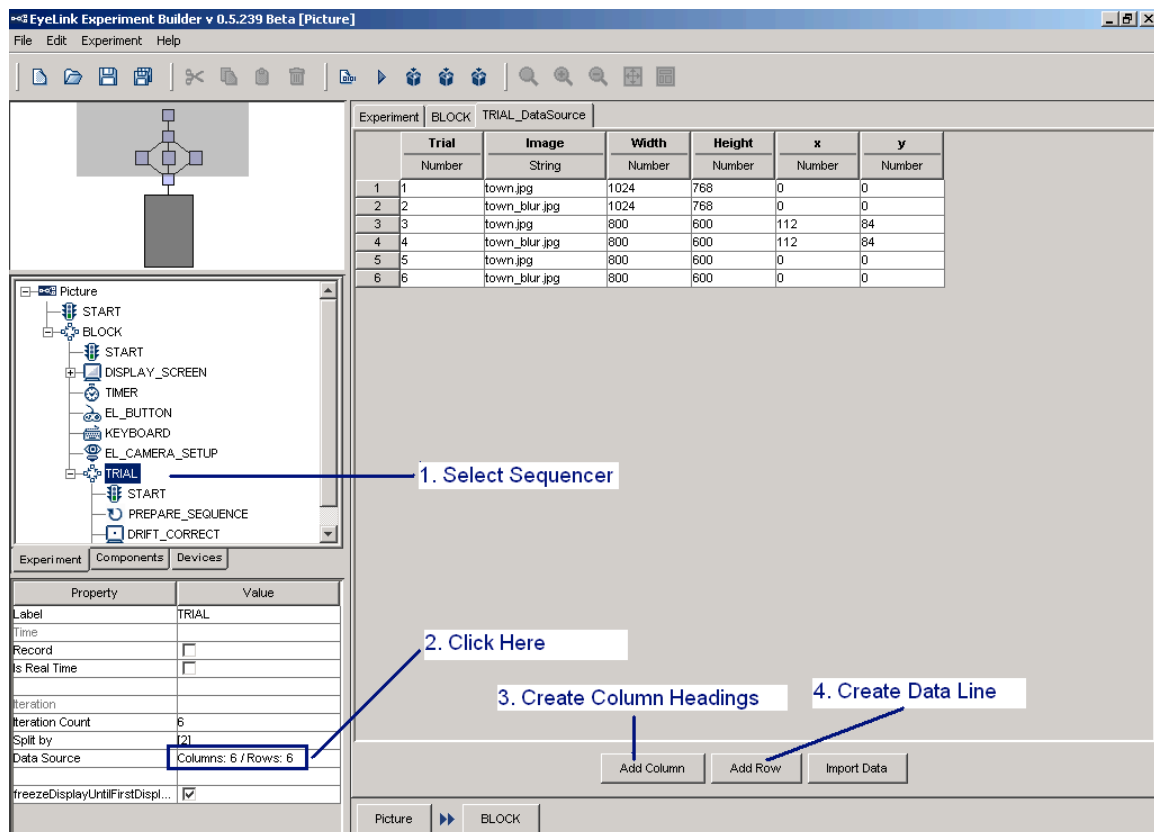 EyeLink Experiment Builder v 0.5.239 Beta [Picture]
File Edit Experiment Help
Experiment BLOCK TRIAL_DataSource
Trial Image Width Height x y
Number String Number Number Number Number
1 1 town.jpg 1024 768 0 0
2 2 town_blur.jpg 1024 768 0 0
3 3 town.jpg 800 600 112 84
4 4 town_blur.jpg 800 600 112 84
5 5 town.jpg 800 600 0 0
6 6 town_blur.jpg 800 600 0 0
Picture
START
BLOCK
START
DISPLAY_SCREEN
TIMER
EL_BUTTON
KEYBOARD
EL_CAMERA_SETUP
TRIAL
1. Select Sequencer
START
PREPARE_SEQUENCE
DRIFT_CORRECT
Experiment Components Devices
Property Value
Label TRIAL
Time
Record
Is Real Time
Iteration
Iteration Count 6
Split by [2]
Data Source Columns: 6 / Rows: 6
freezeDisplayUntilFirstDispl...
2. Click Here
3. Create Column Headings
4. Create Data Line
Add Column Add Row Import Data
Picture BLOCK